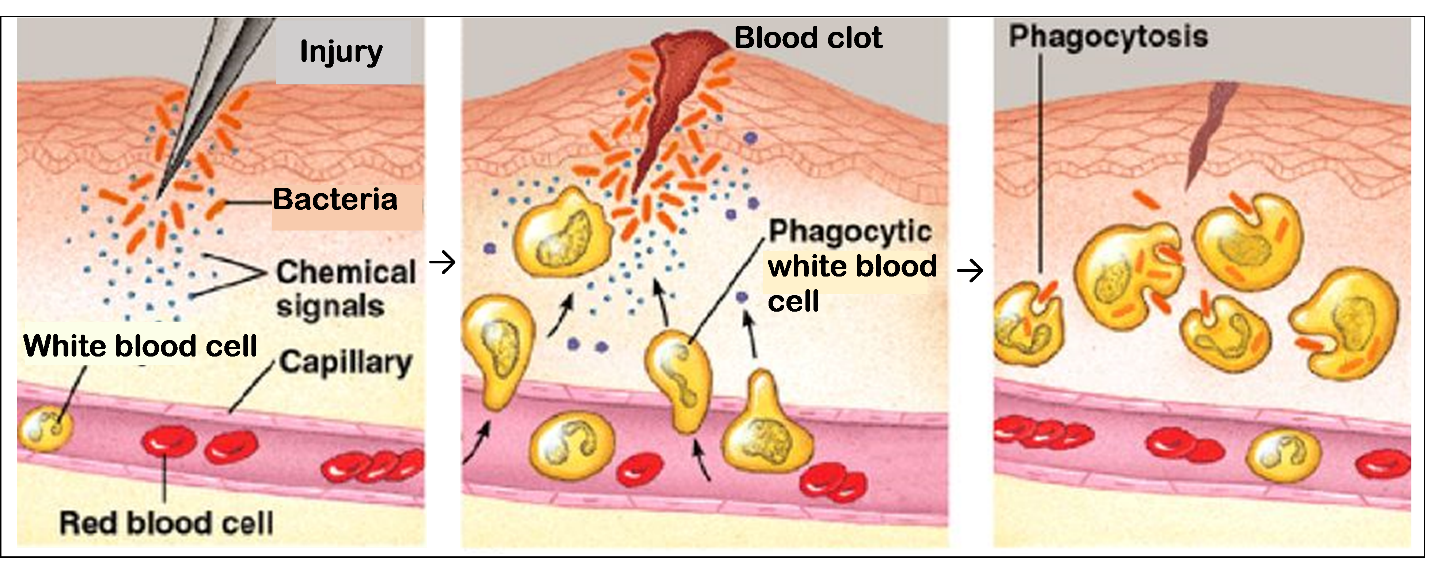 Injury
Bacteria
Chemical
signals
White blood cell
Capillary
Red blood cell
Blood clot
Phagocytic
white blood
cell
Phagocytosis